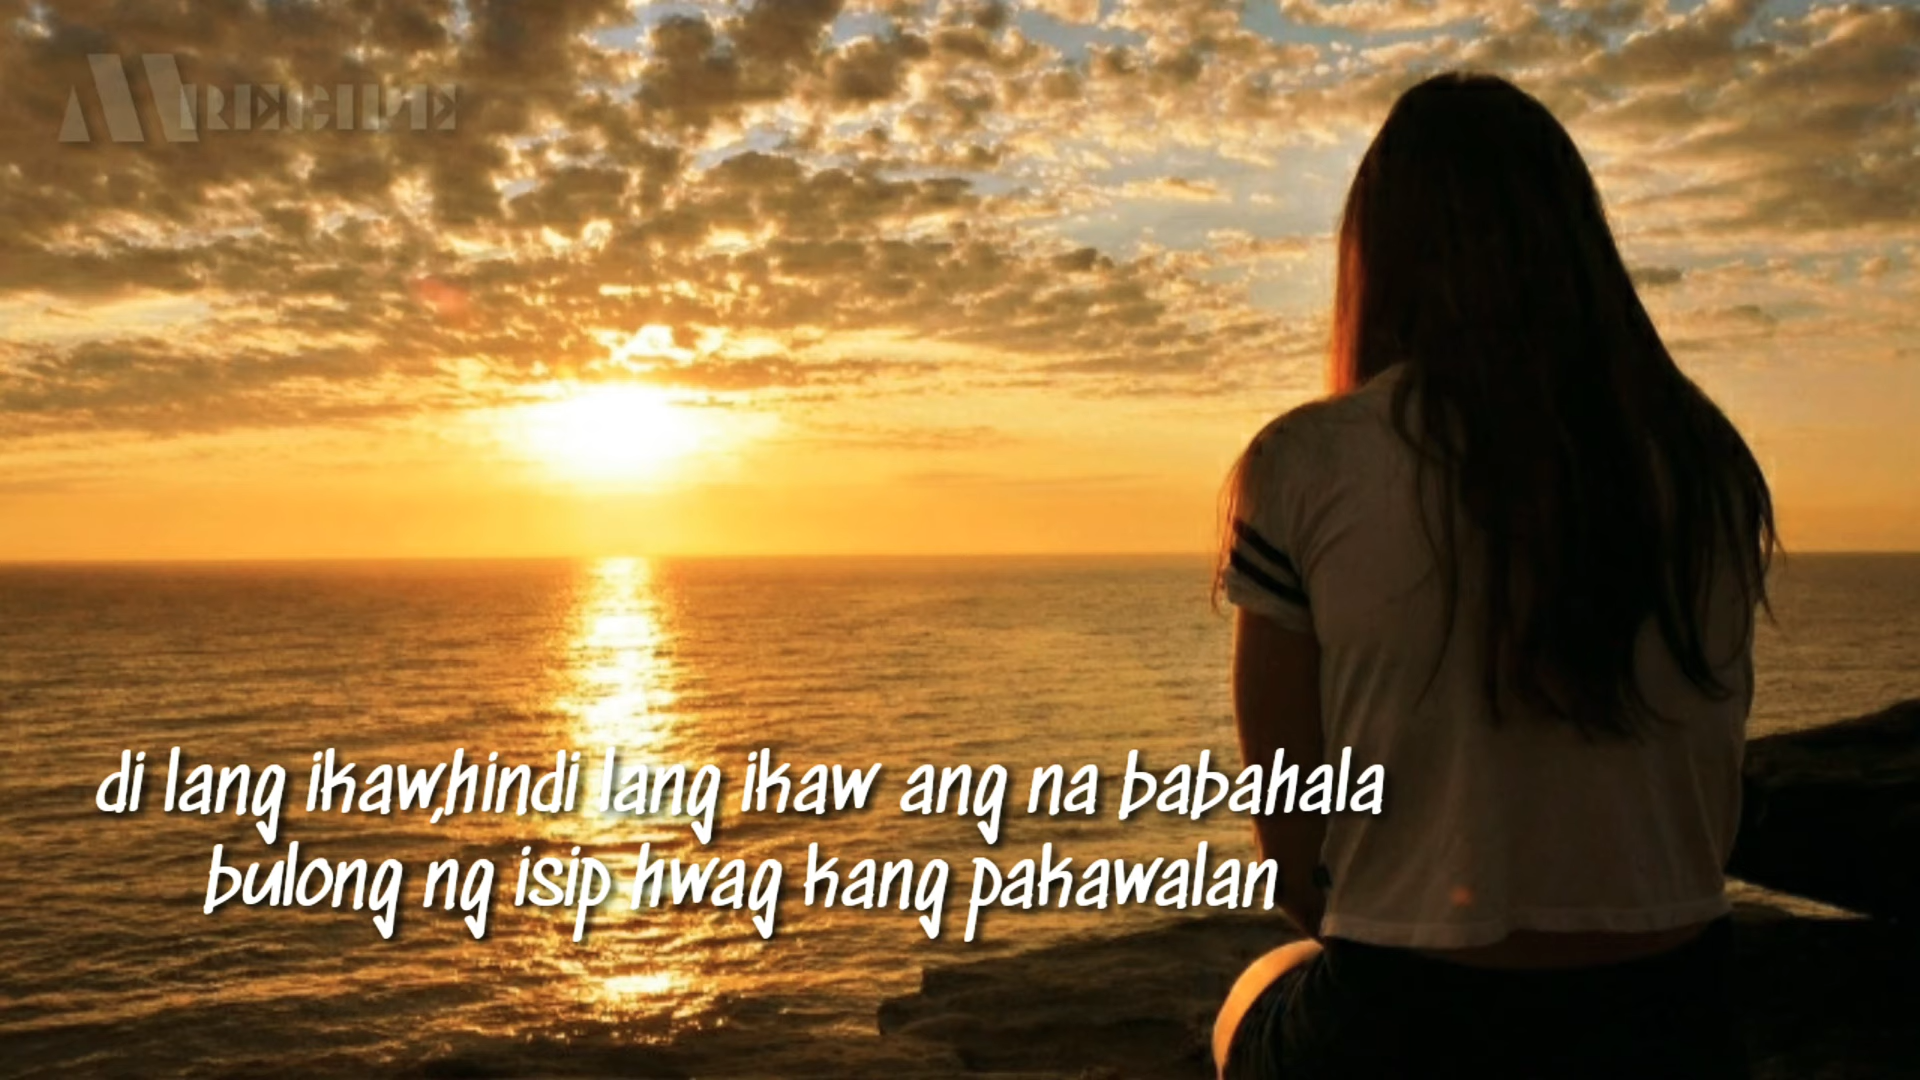 di lang ikaw,hindi lang ikaw ang na babahala
bulong ng isip hwag kang pakawalan